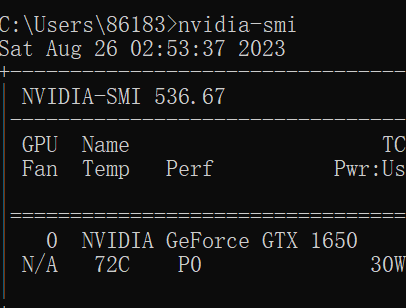 C:\Users\86183>nvidia-smi
Sat Aug 26 02:53:37 2023
NVIDIA-SMI 536.67
GPU  Name  TC
Fan  Temp  Perf  Pwr:Us
0  NVIDIA GeForce GTX 1650
N/A  72C  P0  30W